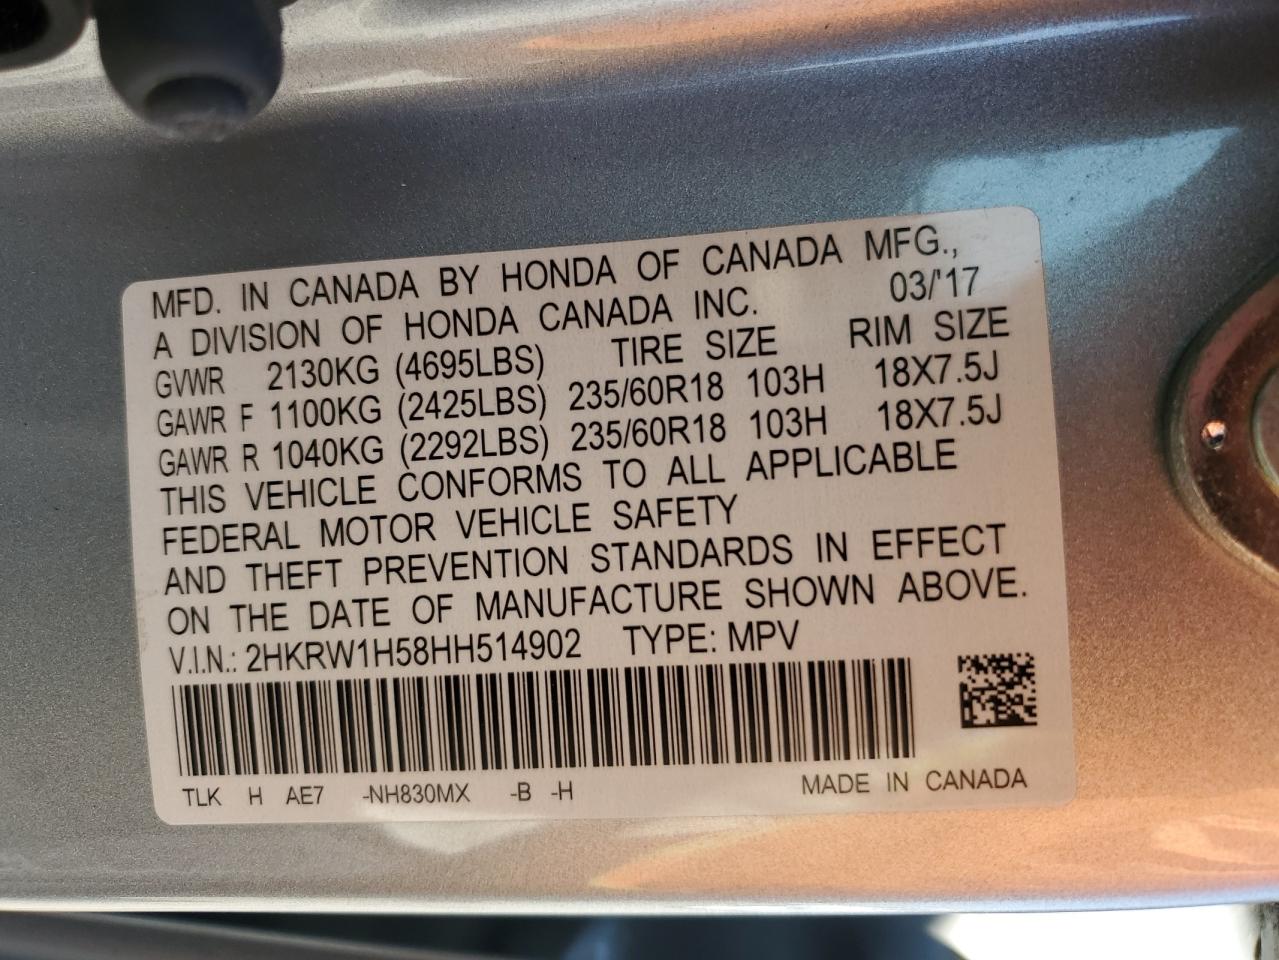 MFD. IN CANADA BY HONDA OF CANADA MFG.,
A DIVISION OF HONDA CANADA INC. 03/'17
GVWR 2130KG (4695LBS) TIRE SIZE RIM SIZE
GAWR F 1100KG (2425LBS) 235/60R18 103H 18X7.5J
GAWR R 1040KG (2292LBS) 235/60R18 103H 18X7.5J
THIS VEHICLE CONFORMS TO ALL APPLICABLE
FEDERAL MOTOR VEHICLE SAFETY
AND THEFT PREVENTION STANDARDS IN EFFECT
ON THE DATE OF MANUFACTURE SHOWN ABOVE.
V.I.N.: 2HKRW1H58HH514902 TYPE: MPV
TLK H AE7 -NH830MX -B -H MADE IN CANADA